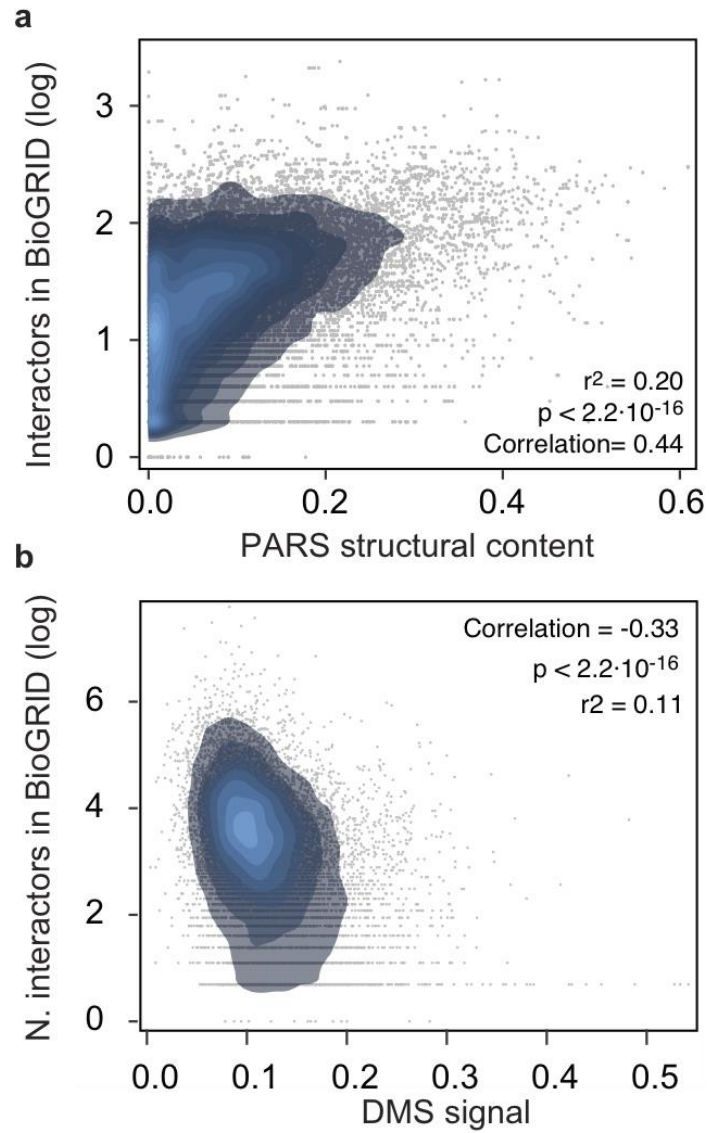 a
Interactors in BioGRID (log)
3
2
1
0
r² = 0.20
p < 2.2·10⁻¹⁶
Correlation= 0.44
0.0 0.2 0.4 0.6
PARS structural content
b
N. interactors in BioGRID (log)
6
4
2
0
Correlation = -0.33
p < 2.2·10⁻¹⁶
r2 = 0.11
0.0 0.1 0.2 0.3 0.4 0.5
DMS signal